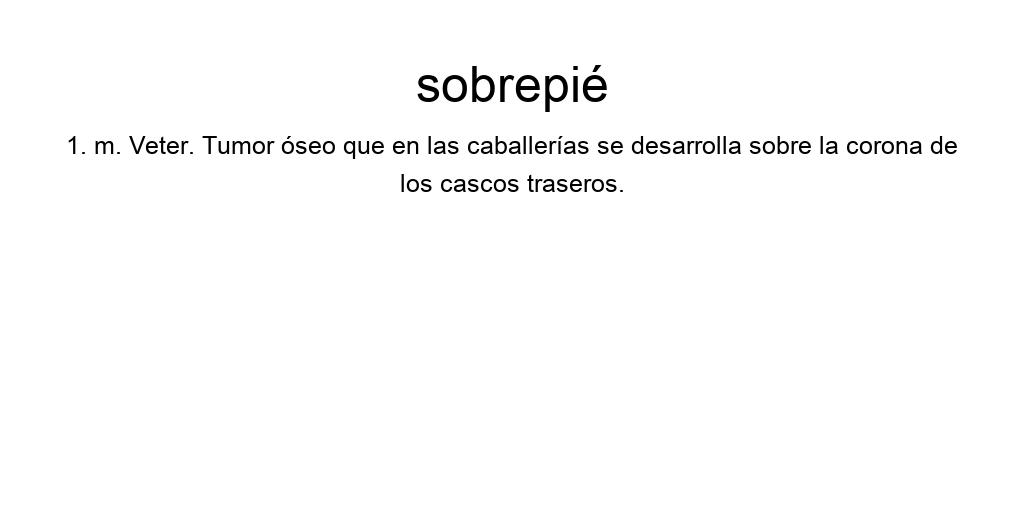 sobrepié
1. m. Veter. Tumor óseo que en las caballerías se desarrolla sobre la corona de
los cascos traseros.